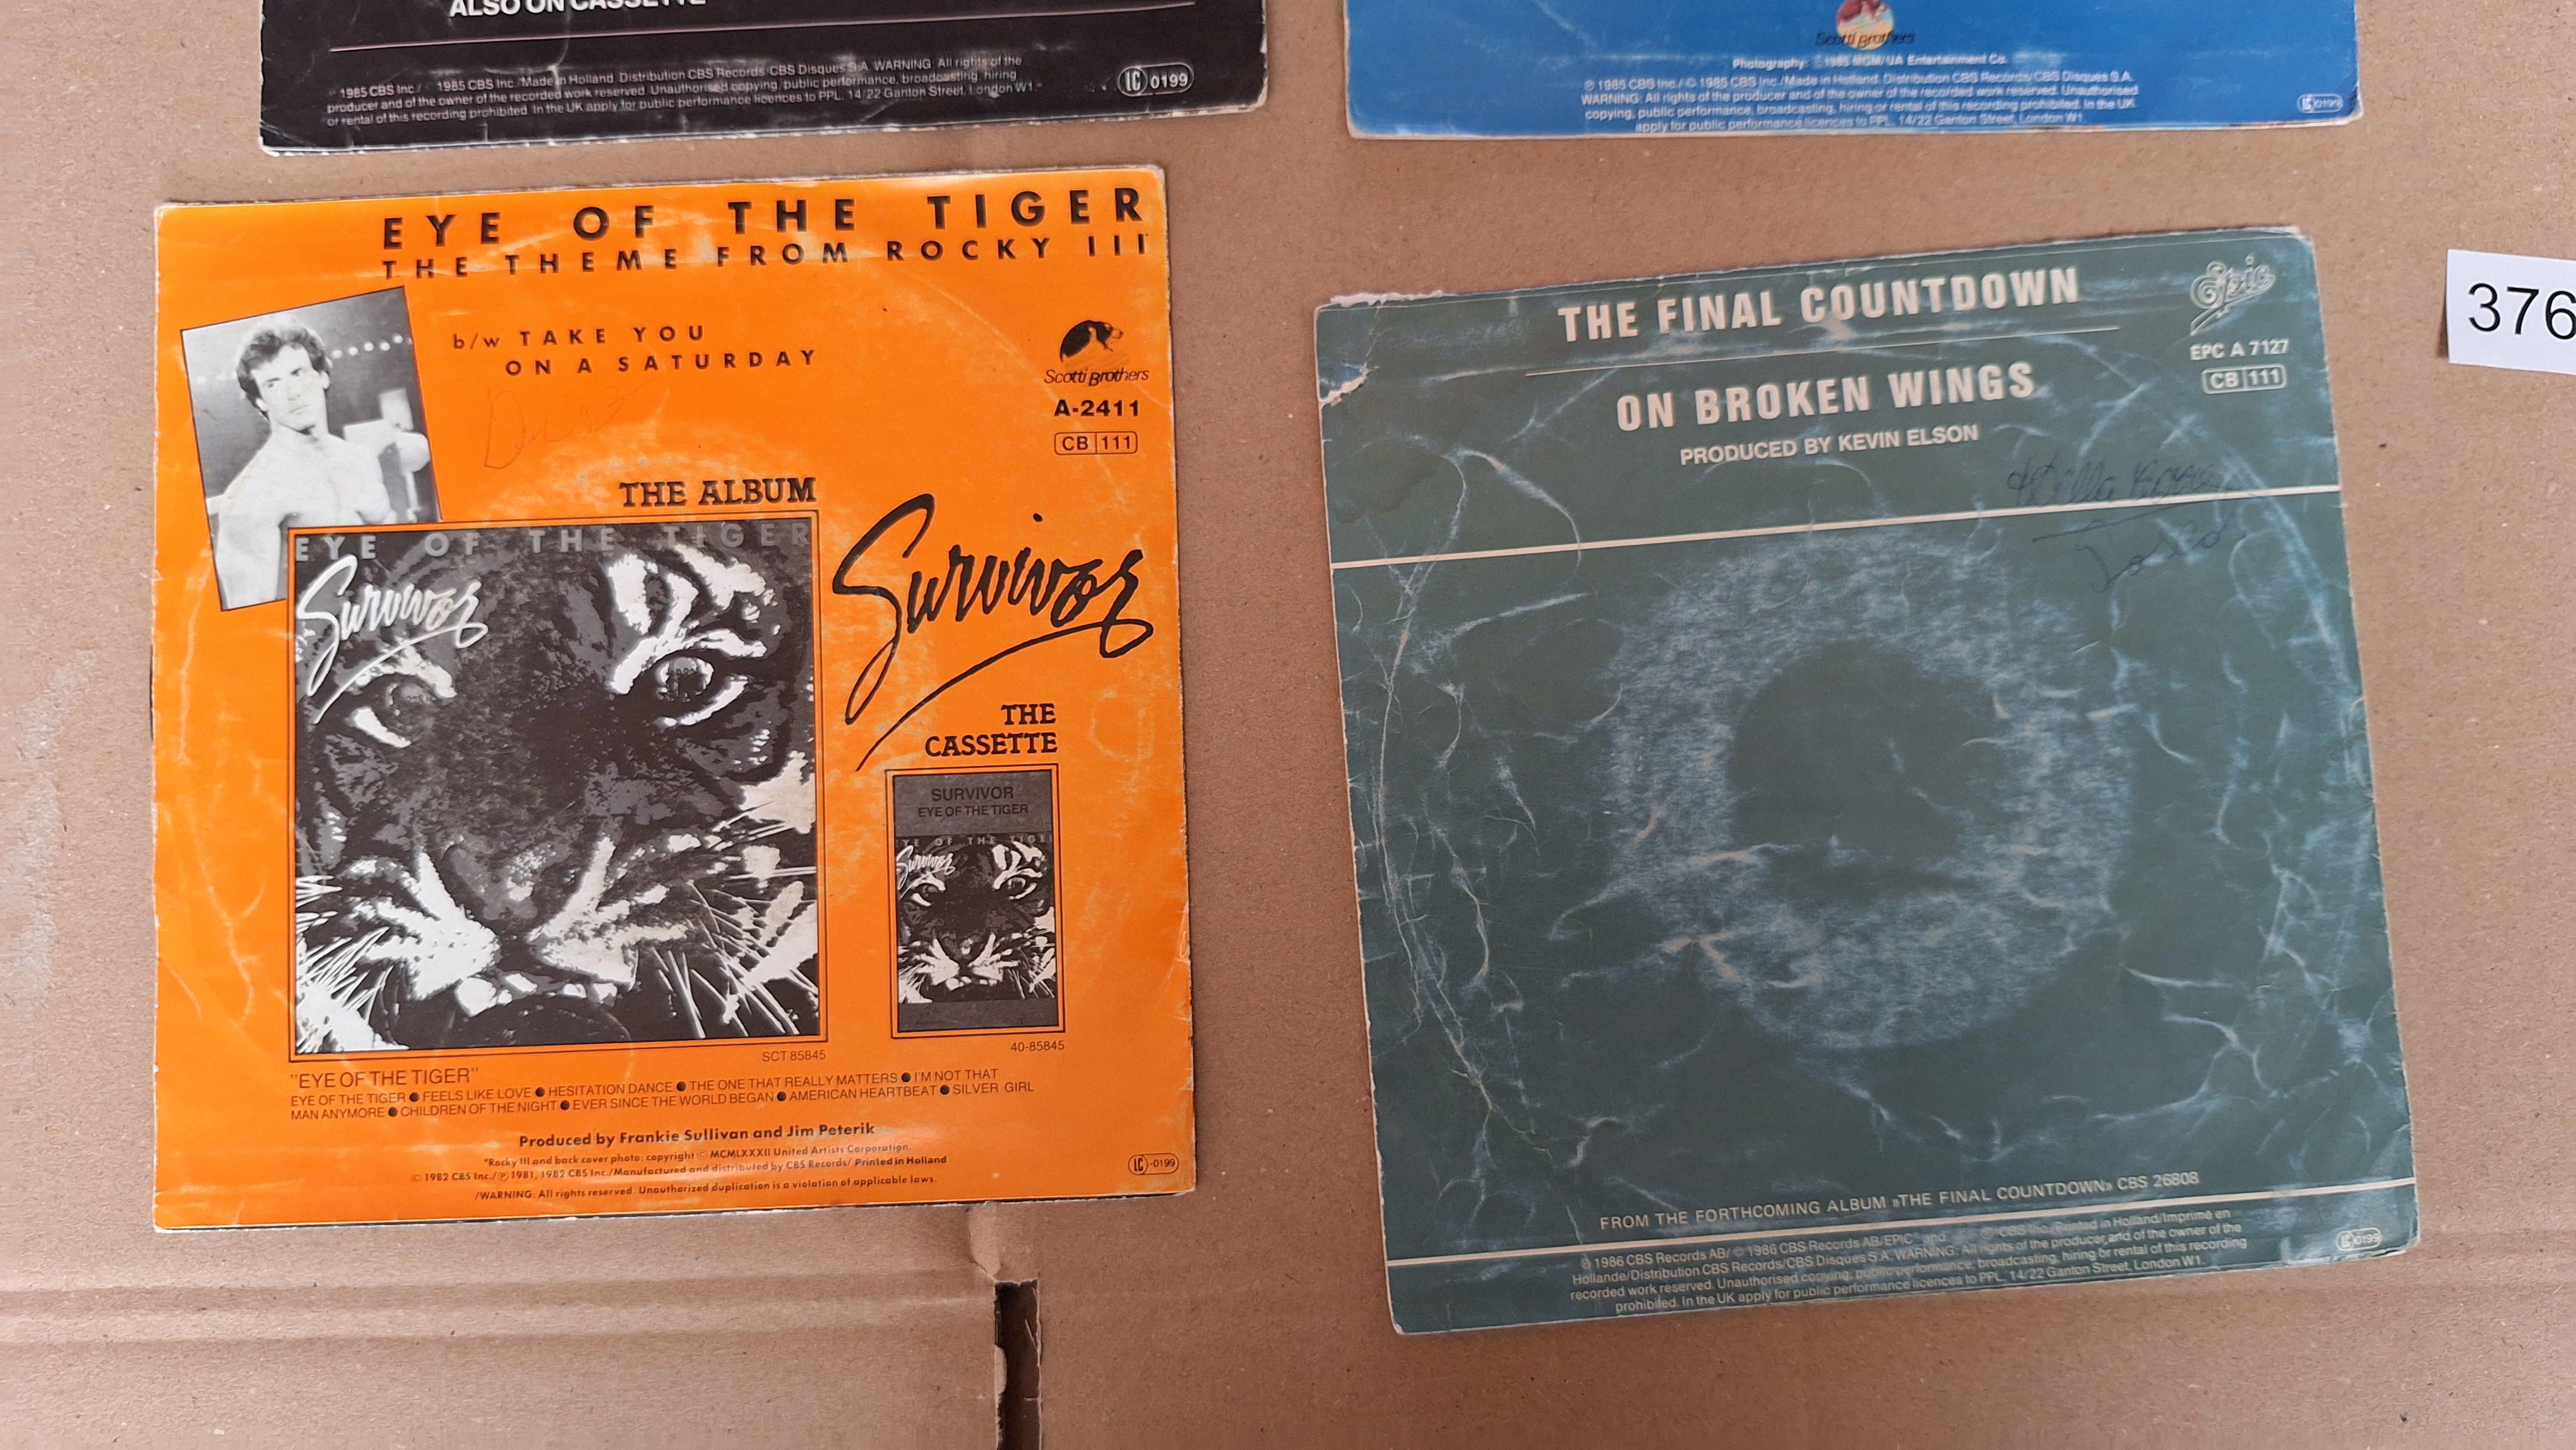 ALSO ON CASSETTE
1985 CBS Inc./ 1985 CBS Inc./Made in Holland. Distribution CBS Records/CBS Disques S.A. WARNING: All rights of the
producer and of the owner of the recorded work reserved. Unauthorised copying, public performance, broadcasting, hiring
or rental of this recording prohibited. In the UK apply for public performance licences to PPL, 14/22 Ganton Street, London W1.
LC 0199
Scotti Brothers
Photography: © 1985 MGM/UA Entertainment Co.
℗ 1985 CBS Inc./© 1985 CBS Inc./Made in Holland. Distribution CBS Records/CBS Disques S.A.
WARNING: All rights of the producer and of the owner of the recorded work reserved. Unauthorised
copying, public performance, broadcasting, hiring or rental of this recording prohibited. In the UK
apply for public performance licences to PPL, 14/22 Ganton Street, London W1.
LC 0199
EYE OF THE TIGER
THE THEME FROM ROCKY III
b/w TAKE YOU
ON A SATURDAY
Scotti Brothers
A-2411
CB 111
THE ALBUM
EYE OF THE TIGER
Survivor
Survivor
THE
CASSETTE
SURVIVOR
EYE OF THE TIGER
EYE OF THE TIGE
Survivor
SCT 85845
40-85845
"EYE OF THE TIGER"
EYE OF THE TIGER ● FEELS LIKE LOVE ● HESITATION DANCE ● THE ONE THAT REALLY MATTERS ● I'M NOT THAT
MAN ANYMORE ● CHILDREN OF THE NIGHT ● EVER SINCE THE WORLD BEGAN ● AMERICAN HEARTBEAT ● SILVER GIRL
Produced by Frankie Sullivan and Jim Peterik
*Rocky III and back cover photo: copyright © MCMLXXXII United Artists Corporation.
© 1982 CBS Inc./℗ 1981, 1982 CBS Inc./Manufactured and distributed by CBS Records/ Printed in Holland
/WARNING: All rights reserved. Unauthorized duplication is a violation of applicable laws.
LC -0199
THE FINAL COUNTDOWN
ON BROKEN WINGS
PRODUCED BY KEVIN ELSON
Epic
EPC A 7127
CB 111
FROM THE FORTHCOMING ALBUM »THE FINAL COUNTDOWN» CBS 26808
℗ 1986 CBS Records AB/ © 1986 CBS Records AB/EPIC and CBS Inc./Printed in Holland/Imprimé en
Hollande/Distribution CBS Records/CBS Disques S.A. WARNING: All rights of the producer and of the owner of the
recorded work reserved. Unauthorised copying, public performance, broadcasting, hiring or rental of this recording
prohibited. In the UK apply for public performance licences to PPL, 14/22 Ganton Street, London W1.
LC 0199
376